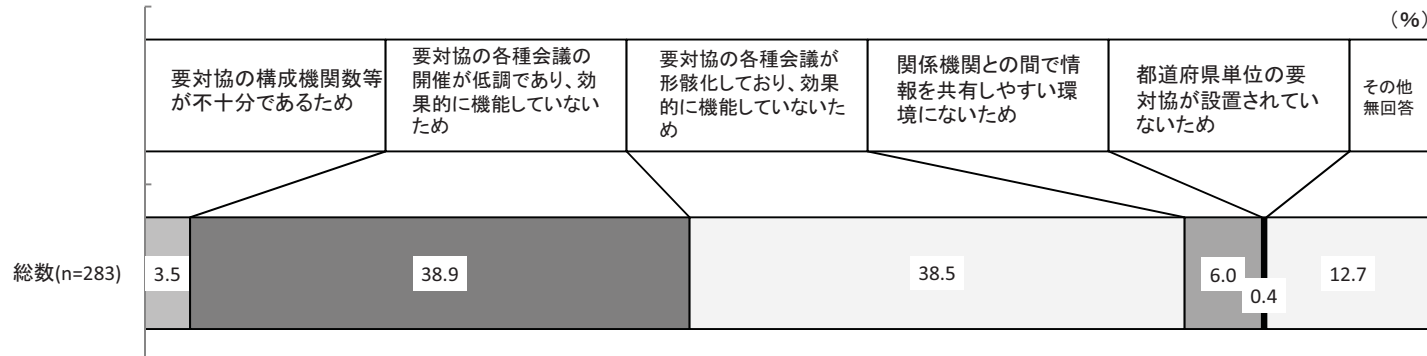 (%)
要対協の構成機関数等
が不十分であるため
要対協の各種会議の
開催が低調であり、効
果的に機能していない
ため
要対協の各種会議が
形骸化しており、効果
的に機能していないた
め
関係機関との間で情
報を共有しやすい環
境にないため
都道府県単位の要
対協が設置されてい
ないため
その他
無回答
総数(n=283)
3.5
38.9
38.5
6.0
0.4
12.7